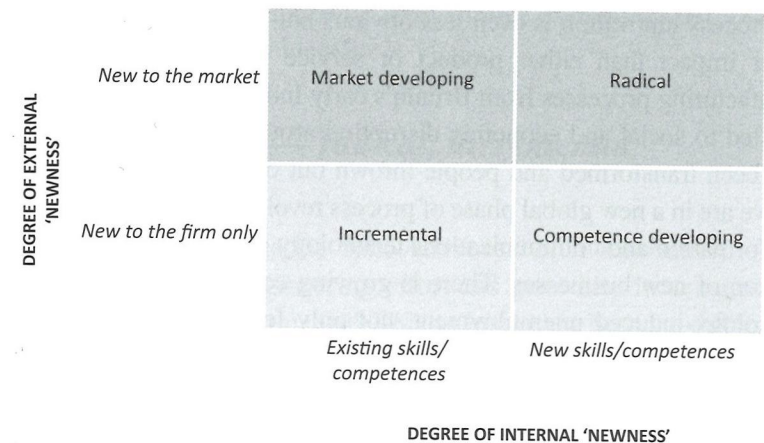 New to the market
Market developing
Radical
DEGREE OF EXTERNAL
'NEWNESS'
New to the firm only
Incremental
Competence developing
Existing skills/
competences
New skills/competences
DEGREE OF INTERNAL 'NEWNESS'